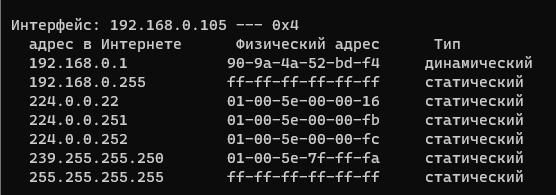 Интерфейс: 192.168.0.105 --- 0x4
адрес в Интернете      Физический адрес      Тип
192.168.0.1           90-9a-4a-52-bd-f4     динамический
192.168.0.255         ff-ff-ff-ff-ff-ff     статический
224.0.0.22            01-00-5e-00-00-16     статический
224.0.0.251           01-00-5e-00-00-fb     статический
224.0.0.252           01-00-5e-00-00-fc     статический
239.255.255.250       01-00-5e-7f-ff-fa     статический
255.255.255.255       ff-ff-ff-ff-ff-ff     статический